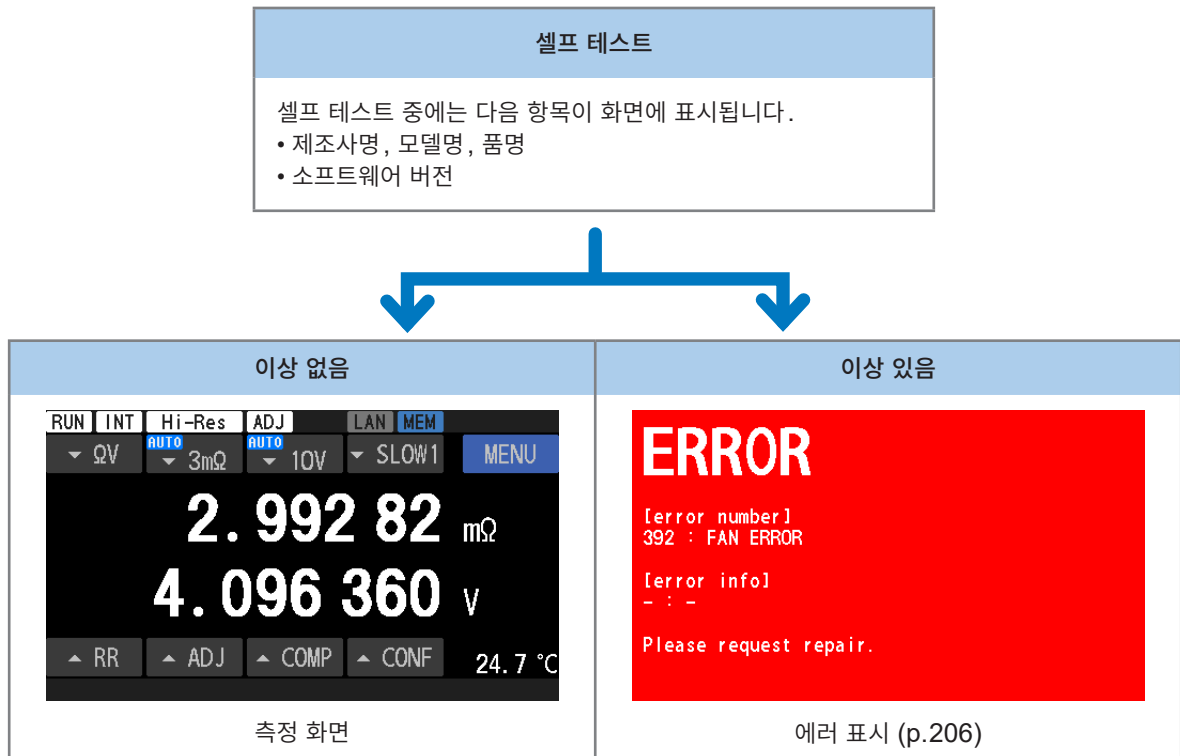 셀프 테스트
셀프 테스트 중에는 다음 항목이 화면에 표시됩니다.
• 제조사명, 모델명, 품명
• 소프트웨어 버전
이상 없음
RUN INT Hi-Res ADJ LAN MEM
ΩV AUTO 3mΩ AUTO 10V SLOW1 MENU
2.992 82 mΩ
4.096 360 V
RR ADJ COMP CONF 24.7 °C
측정 화면
이상 있음
ERROR
[error number]
392 : FAN ERROR
[error info]
- : -
Please request repair.
에러 표시 (p.206)